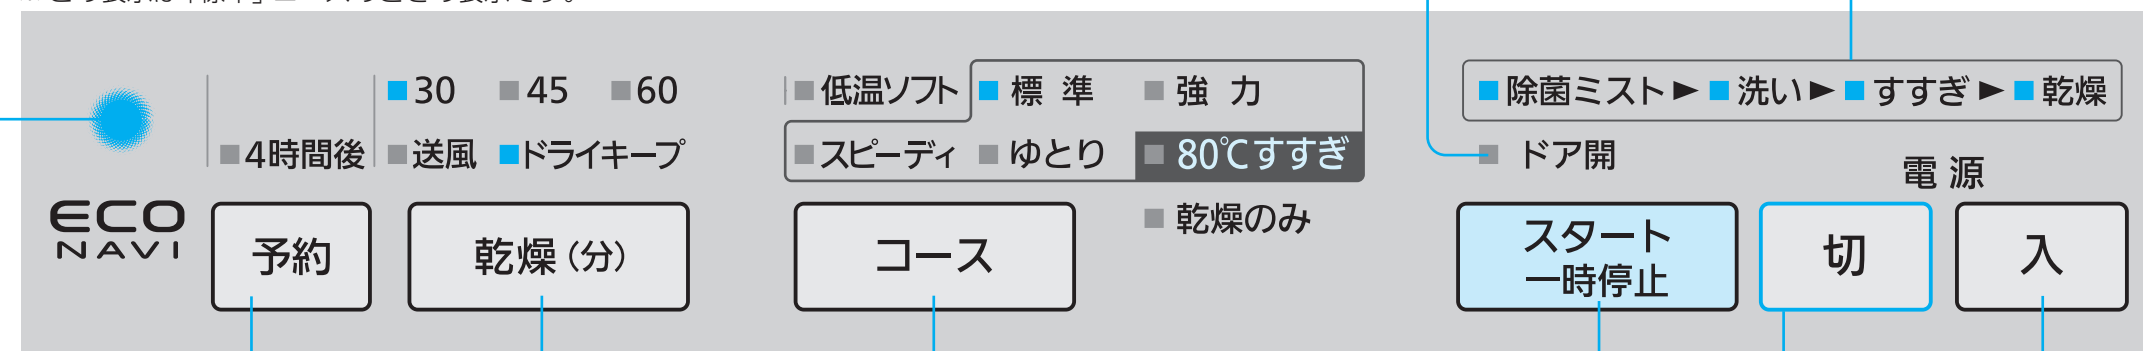 30 45 60
低温ソフト 標準 強力
除菌ミスト▶洗い▶すすぎ▶乾燥
4時間後 送風 ドライキープ
スピーディ ゆとり 80℃すすぎ
ドア開
電源
ECO
NAVI
予約
乾燥(分)
コース
乾燥のみ
スタート
一時停止
切
入